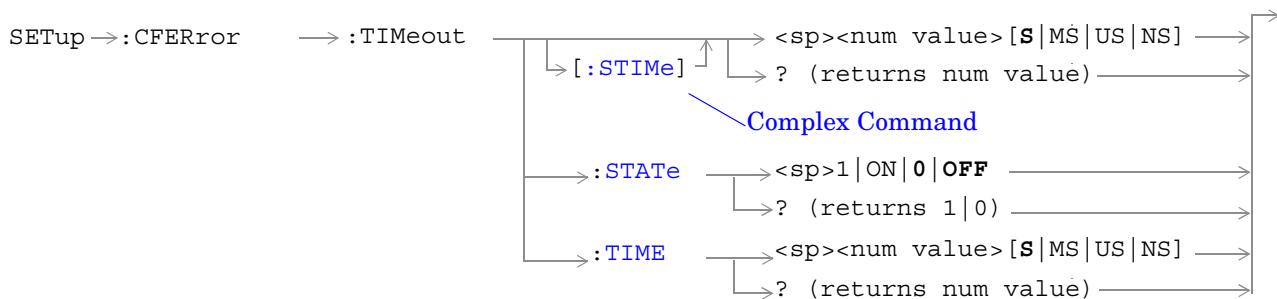 SETup :CFERror :TIMeout <sp><num value>[S|MS|US|NS]
[:STIMe] ? (returns num value)
Complex Command
:STATe <sp>1|ON|0|OFF
? (returns 1|0)
:TIME <sp><num value>[S|MS|US|NS]
? (returns num value)